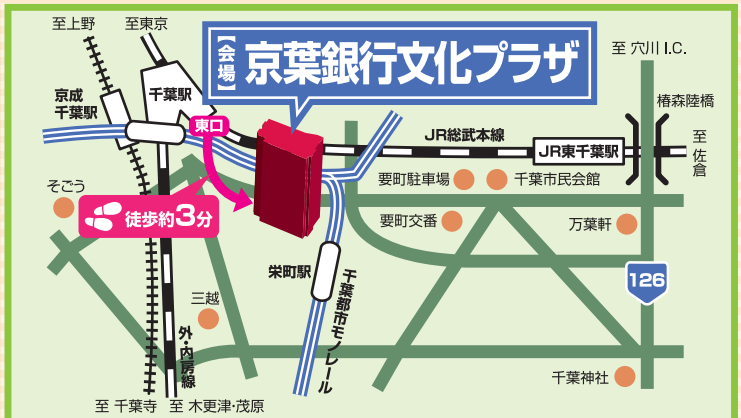 至上野
至東京
【会場】京葉銀行文化プラザ
至 穴川 I.C.
京成
千葉駅
千葉駅
東口
椿森陸橋
JR総武本線
JR東千葉駅
至佐倉
そごう
徒歩約3分
要町駐車場
千葉市民会館
要町交番
万葉軒
栄町駅
千葉都市モノレール
126
三越
外・内房線
千葉神社
至 千葉寺
至 木更津・茂原